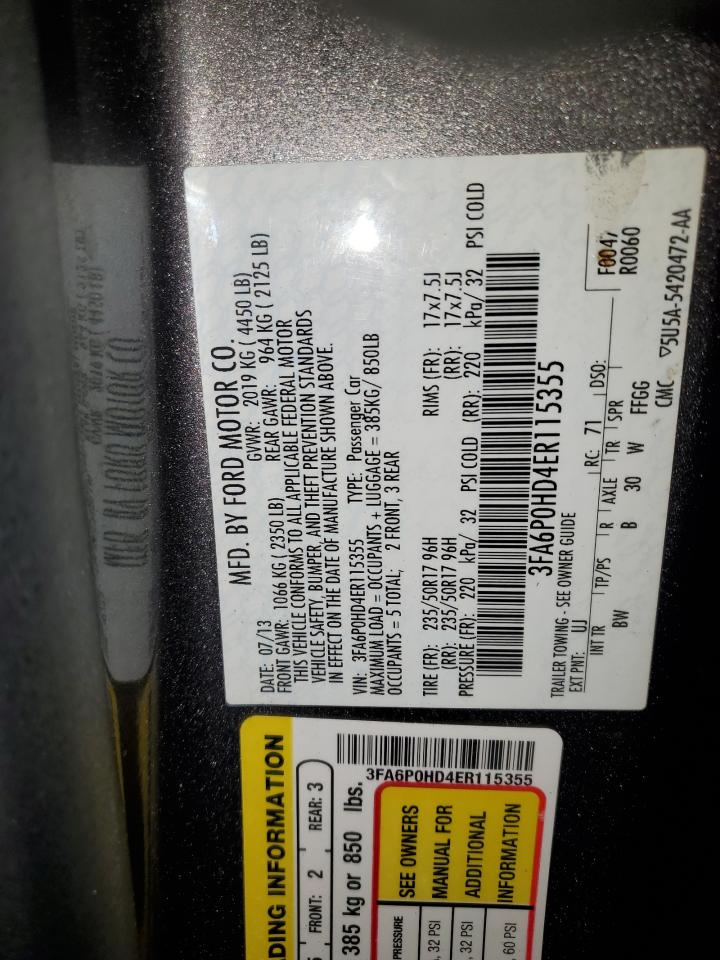 MFD. BY FORD MOTOR CO.
DATE: 07/13 GVWR: 2019 KG ( 4450 LB)
FRONT GAWR: 1066 KG ( 2350 LB) REAR GAWR: 964 KG ( 2125 LB)
THIS VEHICLE CONFORMS TO ALL APPLICABLE FEDERAL MOTOR
VEHICLE SAFETY, BUMPER, AND THEFT PREVENTION STANDARDS
IN EFFECT ON THE DATE OF MANUFACTURE SHOWN ABOVE.
VIN: 3FA6P0HD4ER115355 TYPE: Passenger Car
MAXIMUM LOAD = OCCUPANTS + LUGGAGE = 385KG/ 850LB
OCCUPANTS = 5 TOTAL; 2 FRONT, 3 REAR
TIRE (FR): 235/50R17 96H RIMS (FR): 17x7.5J
(RR): 235/50R17 96H (RR): 17x7.5J
PRESSURE (FR): 220 kPa/ 32 PSI COLD (RR): 220 kPa/ 32 PSI COLD
3FA6P0HD4ER115355
TRAILER TOWING - SEE OWNER GUIDE
EXT PNT: UJ RC: 71 DSO: F0047
R0060
INT TR TP/PS R AXLE TR SPR
BW B 30 W FFGG
CMC ▽5U5A-5420472-AA
ADING INFORMATION
FRONT: 2 REAR: 3
385 kg or 850 lbs.
3FA6P0HD4ER115355
PRESSURE
, 32 PSI
, 32 PSI
, 60 PSI
SEE OWNERS
MANUAL FOR
ADDITIONAL
INFORMATION